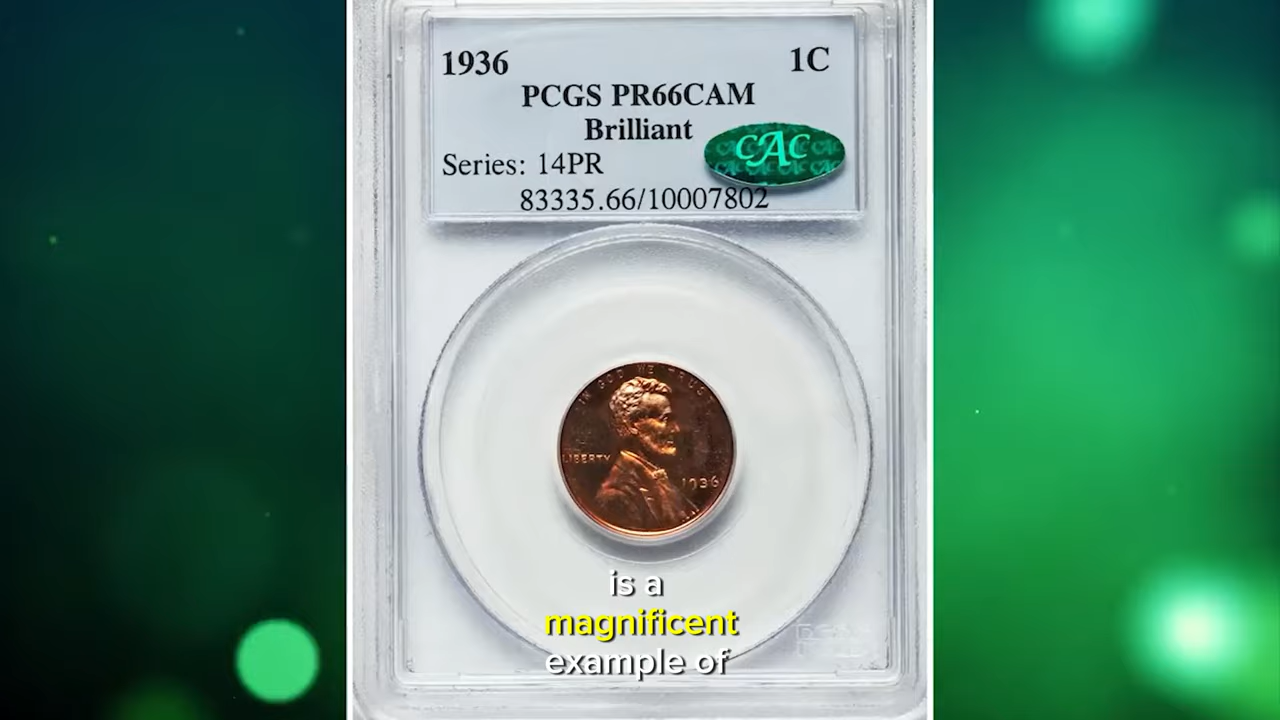 1936 1C
PCGS PR66CAM
Brilliant
CAC
Series: 14PR
83335.66/10007802
IN GOD WE TRUST
LIBERTY
1936
is a
magnificent
example of